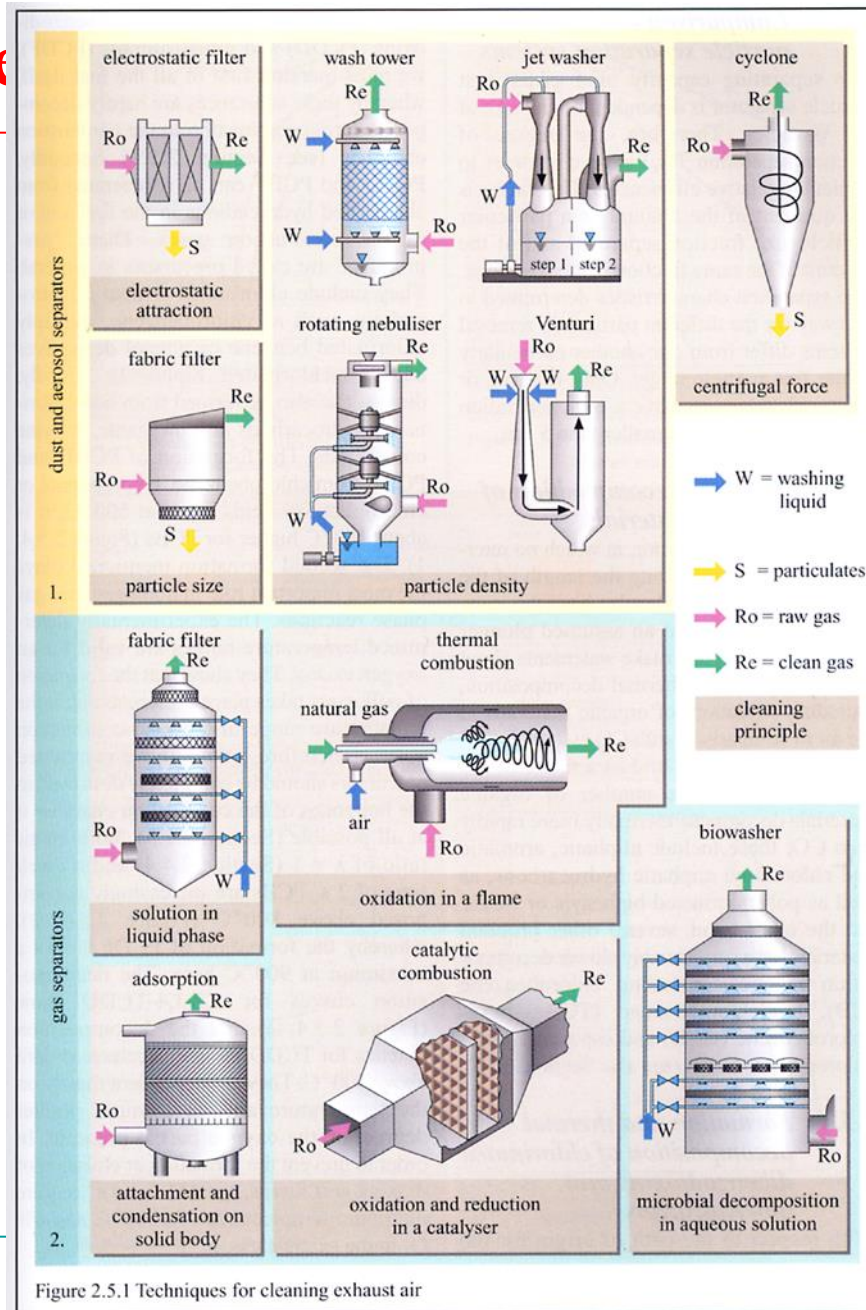 e
electrostatic filter
Ro
Re
S
electrostatic
attraction
wash tower
Re
W
W
Ro
jet washer
Ro
Re
W
step 1
step 2
cyclone
Re
Ro
S
centrifugal force
fabric filter
Re
Ro
S
particle size
rotating nebuliser
Re
Ro
W
Venturi
Ro
W
W
Re
particle density
dust and aerosol separators
1.
W = washing
liquid
S = particulates
Ro = raw gas
Re = clean gas
cleaning
principle
fabric filter
Re
Ro
W
solution in
liquid phase
thermal
combustion
natural gas
Re
air
Ro
oxidation in a flame
adsorption
Re
Ro
attachment and
condensation on
solid body
catalytic
combustion
Re
Ro
oxidation and reduction
in a catalyser
biowasher
Re
W
Ro
microbial decomposition
in aqueous solution
gas separators
2.
Figure 2.5.1 Techniques for cleaning exhaust air